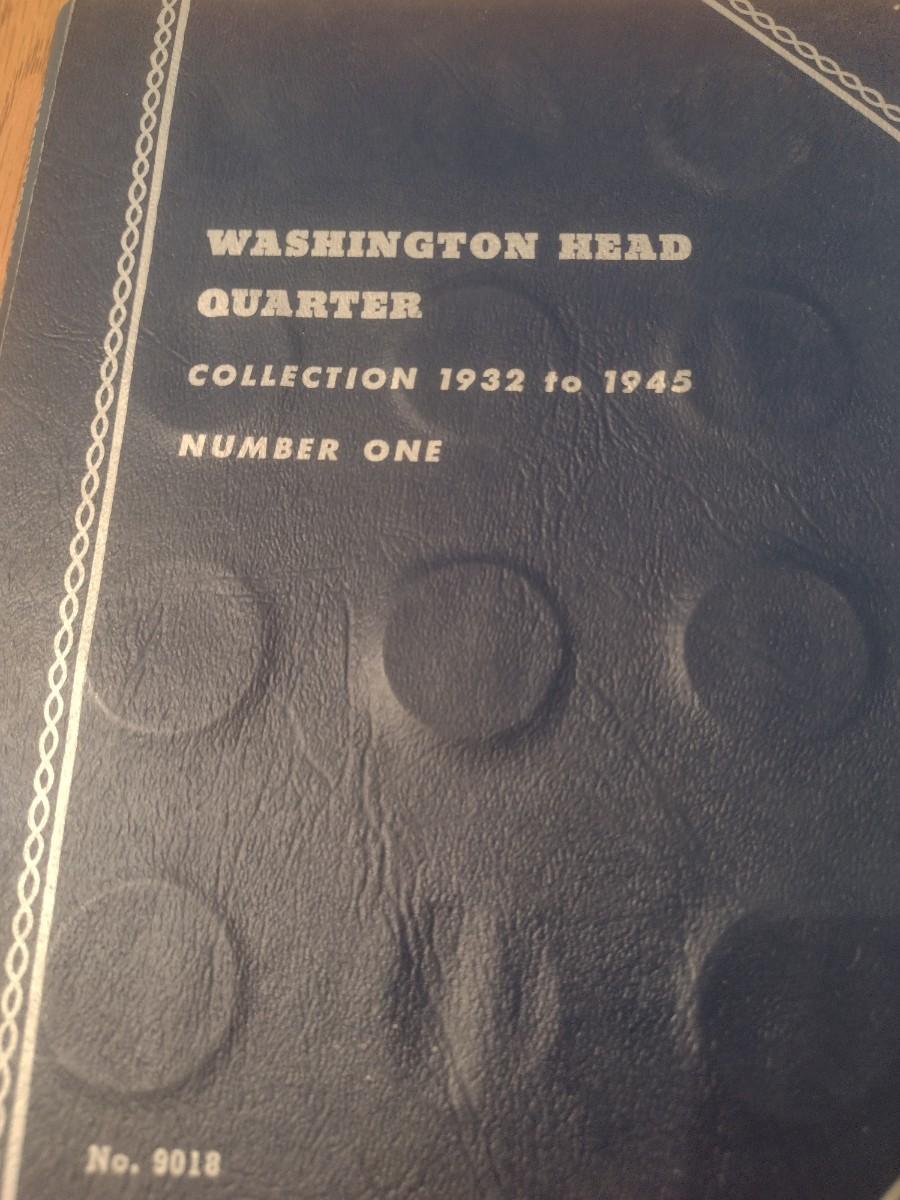 WASHINGTON HEAD
QUARTER
COLLECTION 1932 to 1945
NUMBER ONE
No. 9018